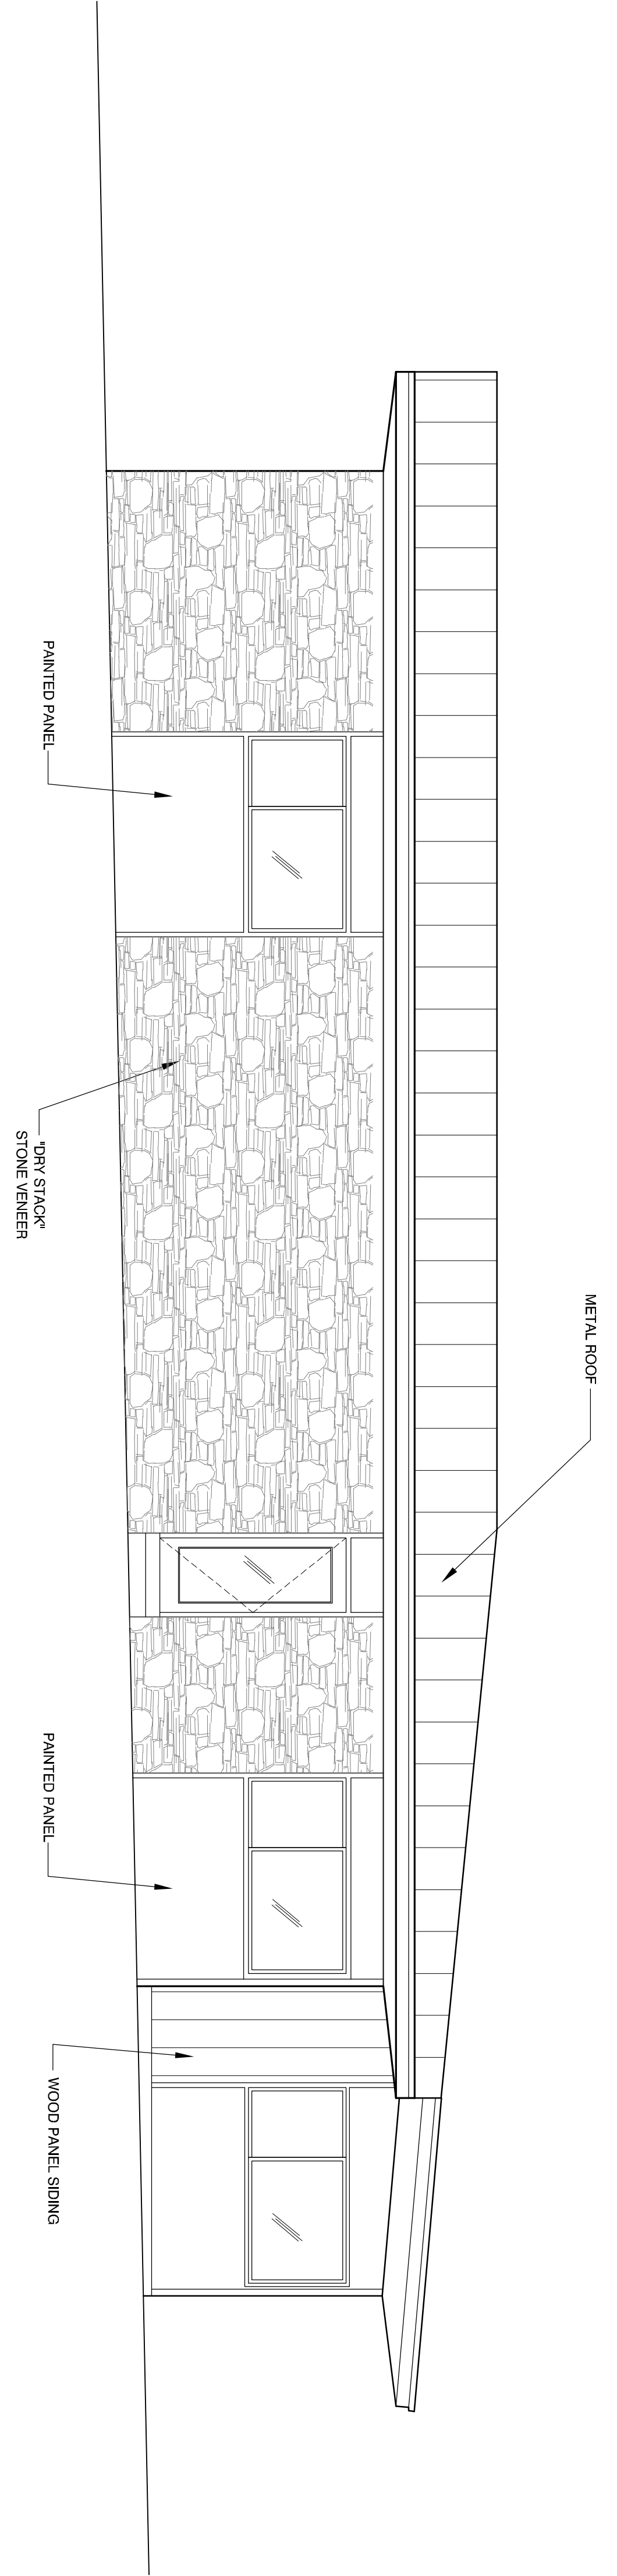 METAL ROOF
PAINTED PANEL
"DRY STACK"
STONE VENEER
PAINTED PANEL
WOOD PANEL SIDING